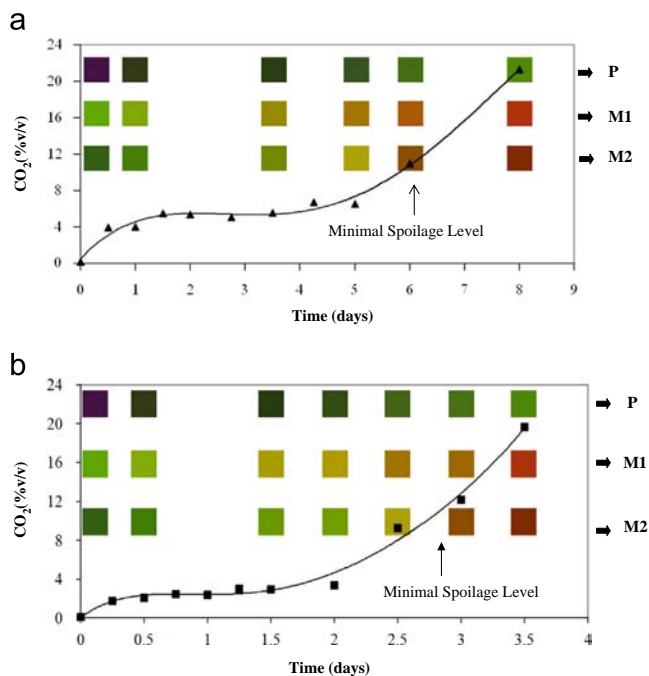 a
24
20
16
12
8
4
0
CO2(%v/v)
P
M1
M2
Minimal Spoilage Level
0 1 2 3 4 5 6 7 8 9
Time (days)
b
24
20
16
12
8
4
0
CO2(%v/v)
P
M1
M2
Minimal Spoilage Level
0 0.5 1 1.5 2 2.5 3 3.5 4
Time (days)